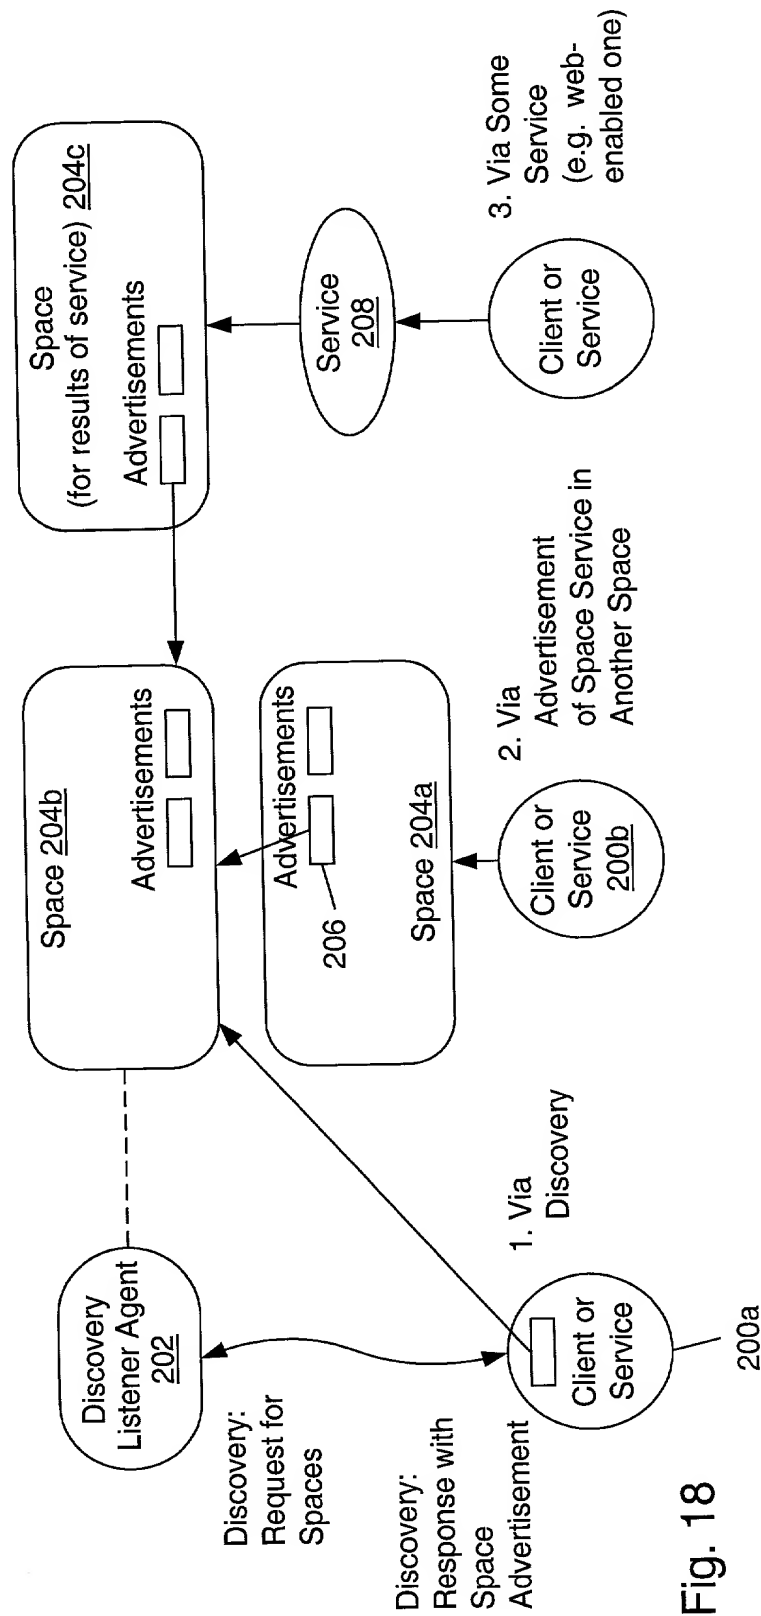 Discovery
Listener Agent
202
Discovery:
Request for
Spaces
Discovery:
Response with
Space
Advertisement
Client or
Service
200a
1. Via
Discovery
Space 204b
Advertisements
Advertisements
206
Space 204a
Client or
Service
200b
2. Via
Advertisement
of Space Service in
Another Space
Space
(for results of service) 204c
Advertisements
Service
208
Client or
Service
3. Via Some
Service
(e.g. web-
enabled one)
Fig. 18